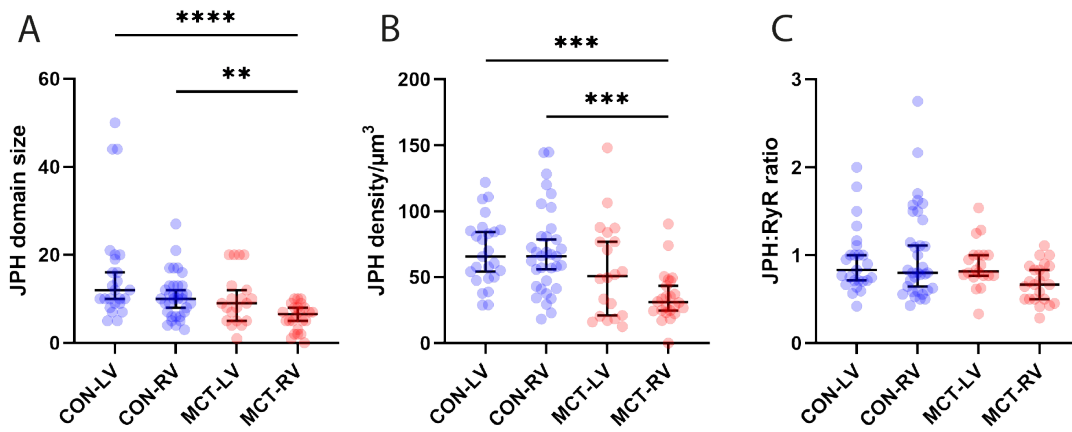 A
****
**
JPH domain size
60
40
20
0
CON-LV
CON-RV
MCT-LV
MCT-RV
B
***
***
JPH density/µm³
200
150
100
50
0
CON-LV
CON-RV
MCT-LV
MCT-RV
C
JPH:RyR ratio
3
2
1
0
CON-LV
CON-RV
MCT-LV
MCT-RV